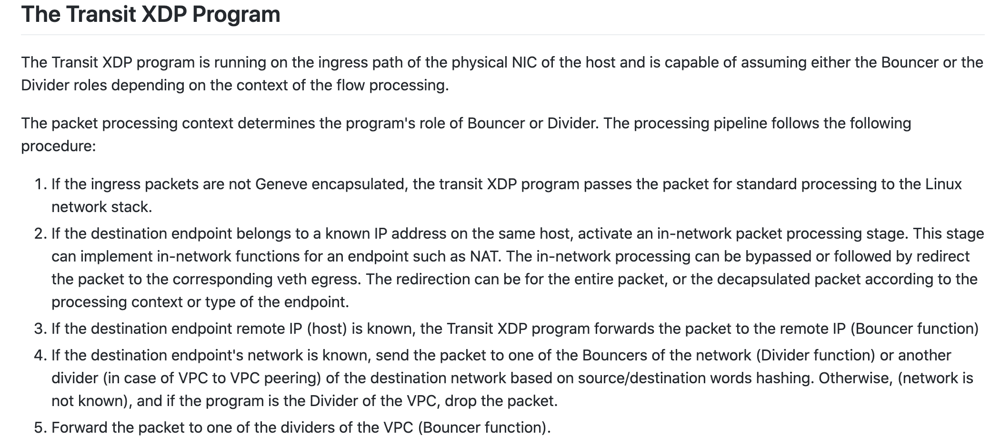 The Transit XDP Program
The Transit XDP program is running on the ingress path of the physical NIC of the host and is capable of assuming either the Bouncer or the
Divider roles depending on the context of the flow processing.
The packet processing context determines the program's role of Bouncer or Divider. The processing pipeline follows the following
procedure:
1. If the ingress packets are not Geneve encapsulated, the transit XDP program passes the packet for standard processing to the Linux
network stack.
2. If the destination endpoint belongs to a known IP address on the same host, activate an in-network packet processing stage. This stage
can implement in-network functions for an endpoint such as NAT. The in-network processing can be bypassed or followed by redirect
the packet to the corresponding veth egress. The redirection can be for the entire packet, or the decapsulated packet according to the
processing context or type of the endpoint.
3. If the destination endpoint remote IP (host) is known, the Transit XDP program forwards the packet to the remote IP (Bouncer function)
4. If the destination endpoint's network is known, send the packet to one of the Bouncers of the network (Divider function) or another
divider (in case of VPC to VPC peering) of the destination network based on source/destination words hashing. Otherwise, (network is
not known), and if the program is the Divider of the VPC, drop the packet.
5. Forward the packet to one of the dividers of the VPC (Bouncer function).